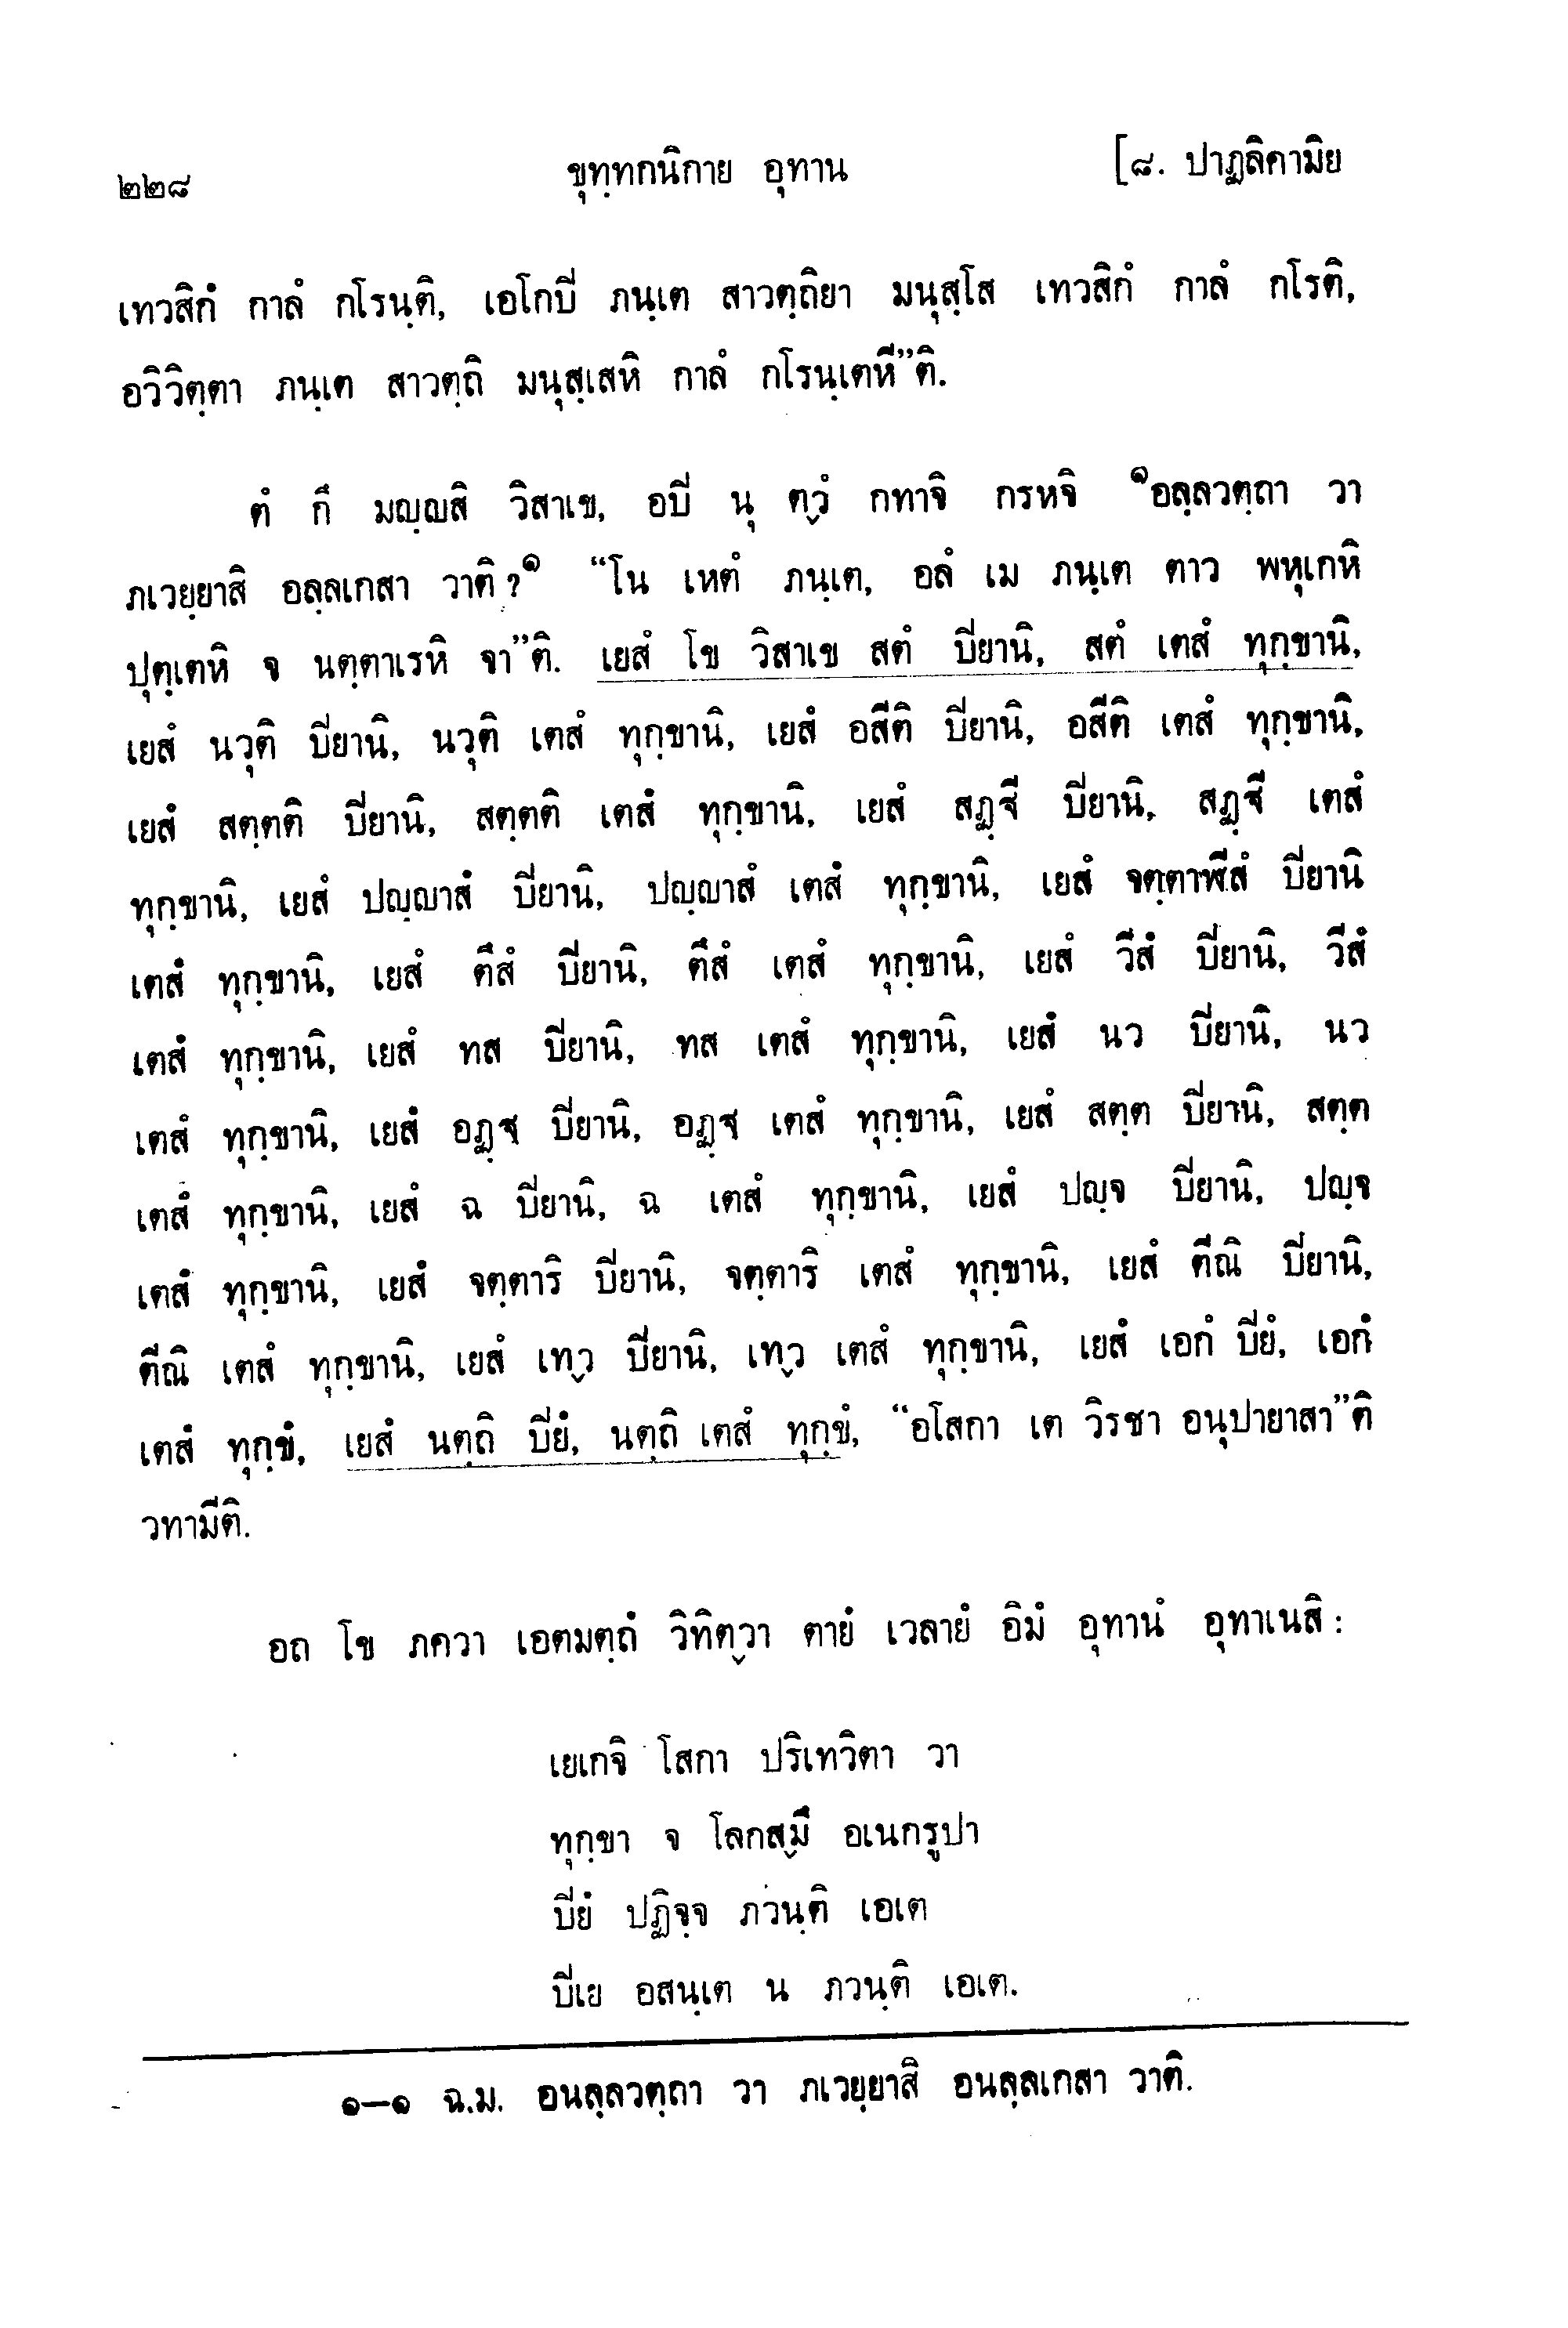 ๒๒๘ ขุทฺทกนิกาย อุทาน [๘. ปาฏลิคามิย
เทวสิกํ กาลํ กโรนฺติ, เอโกปิ ภนฺเต สาวตฺถิยา มนุสฺโส เทวสิกํ กาลํ กโรติ,
อวิวิตฺตา ภนฺเต สาวตฺถิ มนุสฺเสหิ กาลํ กโรนฺเตหี”ติ.
ตํ กึ มญฺญสิ วิสาเข, อปิ นุ ตฺวํ กทาจิ กรหจิ ๑อลฺลวตฺถา วา
ภเวยฺยาสิ อลฺลเกสา วาติ ?๑ “โน เหตํ ภนฺเต, อลํ เม ภนฺเต ตาว พหุเกหิ
ปุตฺเตหิ จ นตฺตาเรหิ จา”ติ. เยสํ โข วิสาเข สตํ ปิยานิ, สตํ เตสํ ทุกฺขานิ,
เยสํ นวุติ ปิยานิ, นวุติ เตสํ ทุกฺขานิ, เยสํ อสีติ ปิยานิ, อสีติ เตสํ ทุกฺขานิ,
เยสํ สตฺตติ ปิยานิ, สตฺตติ เตสํ ทุกฺขานิ, เยสํ สฏฺฐี ปิยานิ, สฏฺฐี เตสํ
ทุกฺขานิ, เยสํ ปญฺญาสํ ปิยานิ, ปญฺญาสํ เตสํ ทุกฺขานิ, เยสํ จตฺตาฬีสํ ปิยานิ
เตสํ ทุกฺขานิ, เยสํ ตึสํ ปิยานิ, ตึสํ เตสํ ทุกฺขานิ, เยสํ วีสํ ปิยานิ, วีสํ
เตสํ ทุกฺขานิ, เยสํ ทส ปิยานิ, ทส เตสํ ทุกฺขานิ, เยสํ นว ปิยานิ, นว
เตสํ ทุกฺขานิ, เยสํ อฏฺฐ ปิยานิ, อฏฺฐ เตสํ ทุกฺขานิ, เยสํ สตฺต ปิยานิ, สตฺต
เตสํ ทุกฺขานิ, เยสํ ฉ ปิยานิ, ฉ เตสํ ทุกฺขานิ, เยสํ ปญฺจ ปิยานิ, ปญฺจ
เตสํ ทุกฺขานิ, เยสํ จตฺตาริ ปิยานิ, จตฺตาริ เตสํ ทุกฺขานิ, เยสํ ตีณิ ปิยานิ,
ตีณิ เตสํ ทุกฺขานิ, เยสํ เทฺว ปิยานิ, เทฺว เตสํ ทุกฺขานิ, เยสํ เอกํ ปิยํ, เอกํ
เตสํ ทุกฺขํ, เยสํ นตฺถิ ปิยํ, นตฺถิ เตสํ ทุกฺขํ, “อโสกา เต วิรชา อนุปายาสา”ติ
วทามีติ.
อถ โข ภควา เอตมตฺถํ วิทิตฺวา ตายํ เวลายํ อิมํ อุทานํ อุทาเนสิ :
เยเกจิ โสกา ปริเทวิตา วา
ทุกฺขา จ โลกสฺมึ อเนกรูปา
ปิยํ ปฏิจฺจ ภวนฺติ เอเต
ปิเย อสนฺเต น ภวนฺติ เอเต.
๑—๑ ฉ.ม. อนลฺลวตฺถา วา ภเวยฺยาสิ อนลฺลเกสา วาติ.